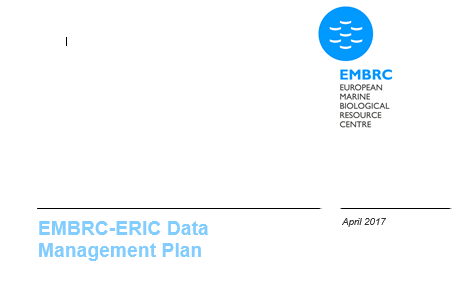 EMBRC
EUROPEAN
MARINE
BIOLOGICAL
RESOURCE
CENTRE
April 2017
EMBRC-ERIC Data
Management Plan